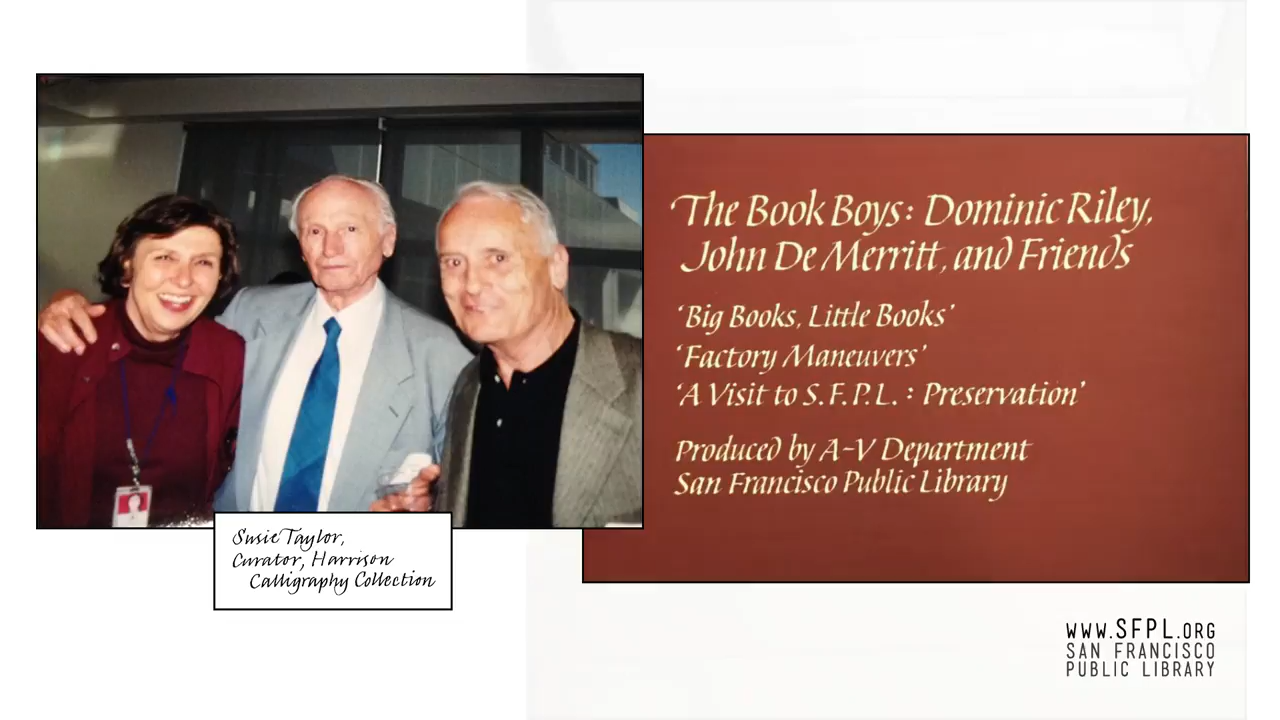 The Book Boys: Dominic Riley,
John De Merritt, and Friends
‘Big Books, Little Books’
‘Factory Maneuvers’
‘A Visit to S.F.P.L. : Preservation’
Produced by A-V Department
San Francisco Public Library
Susie Taylor,
Curator, Harrison
Calligraphy Collection
WWW.SFPL.ORG
SAN FRANCISCO
PUBLIC LIBRARY